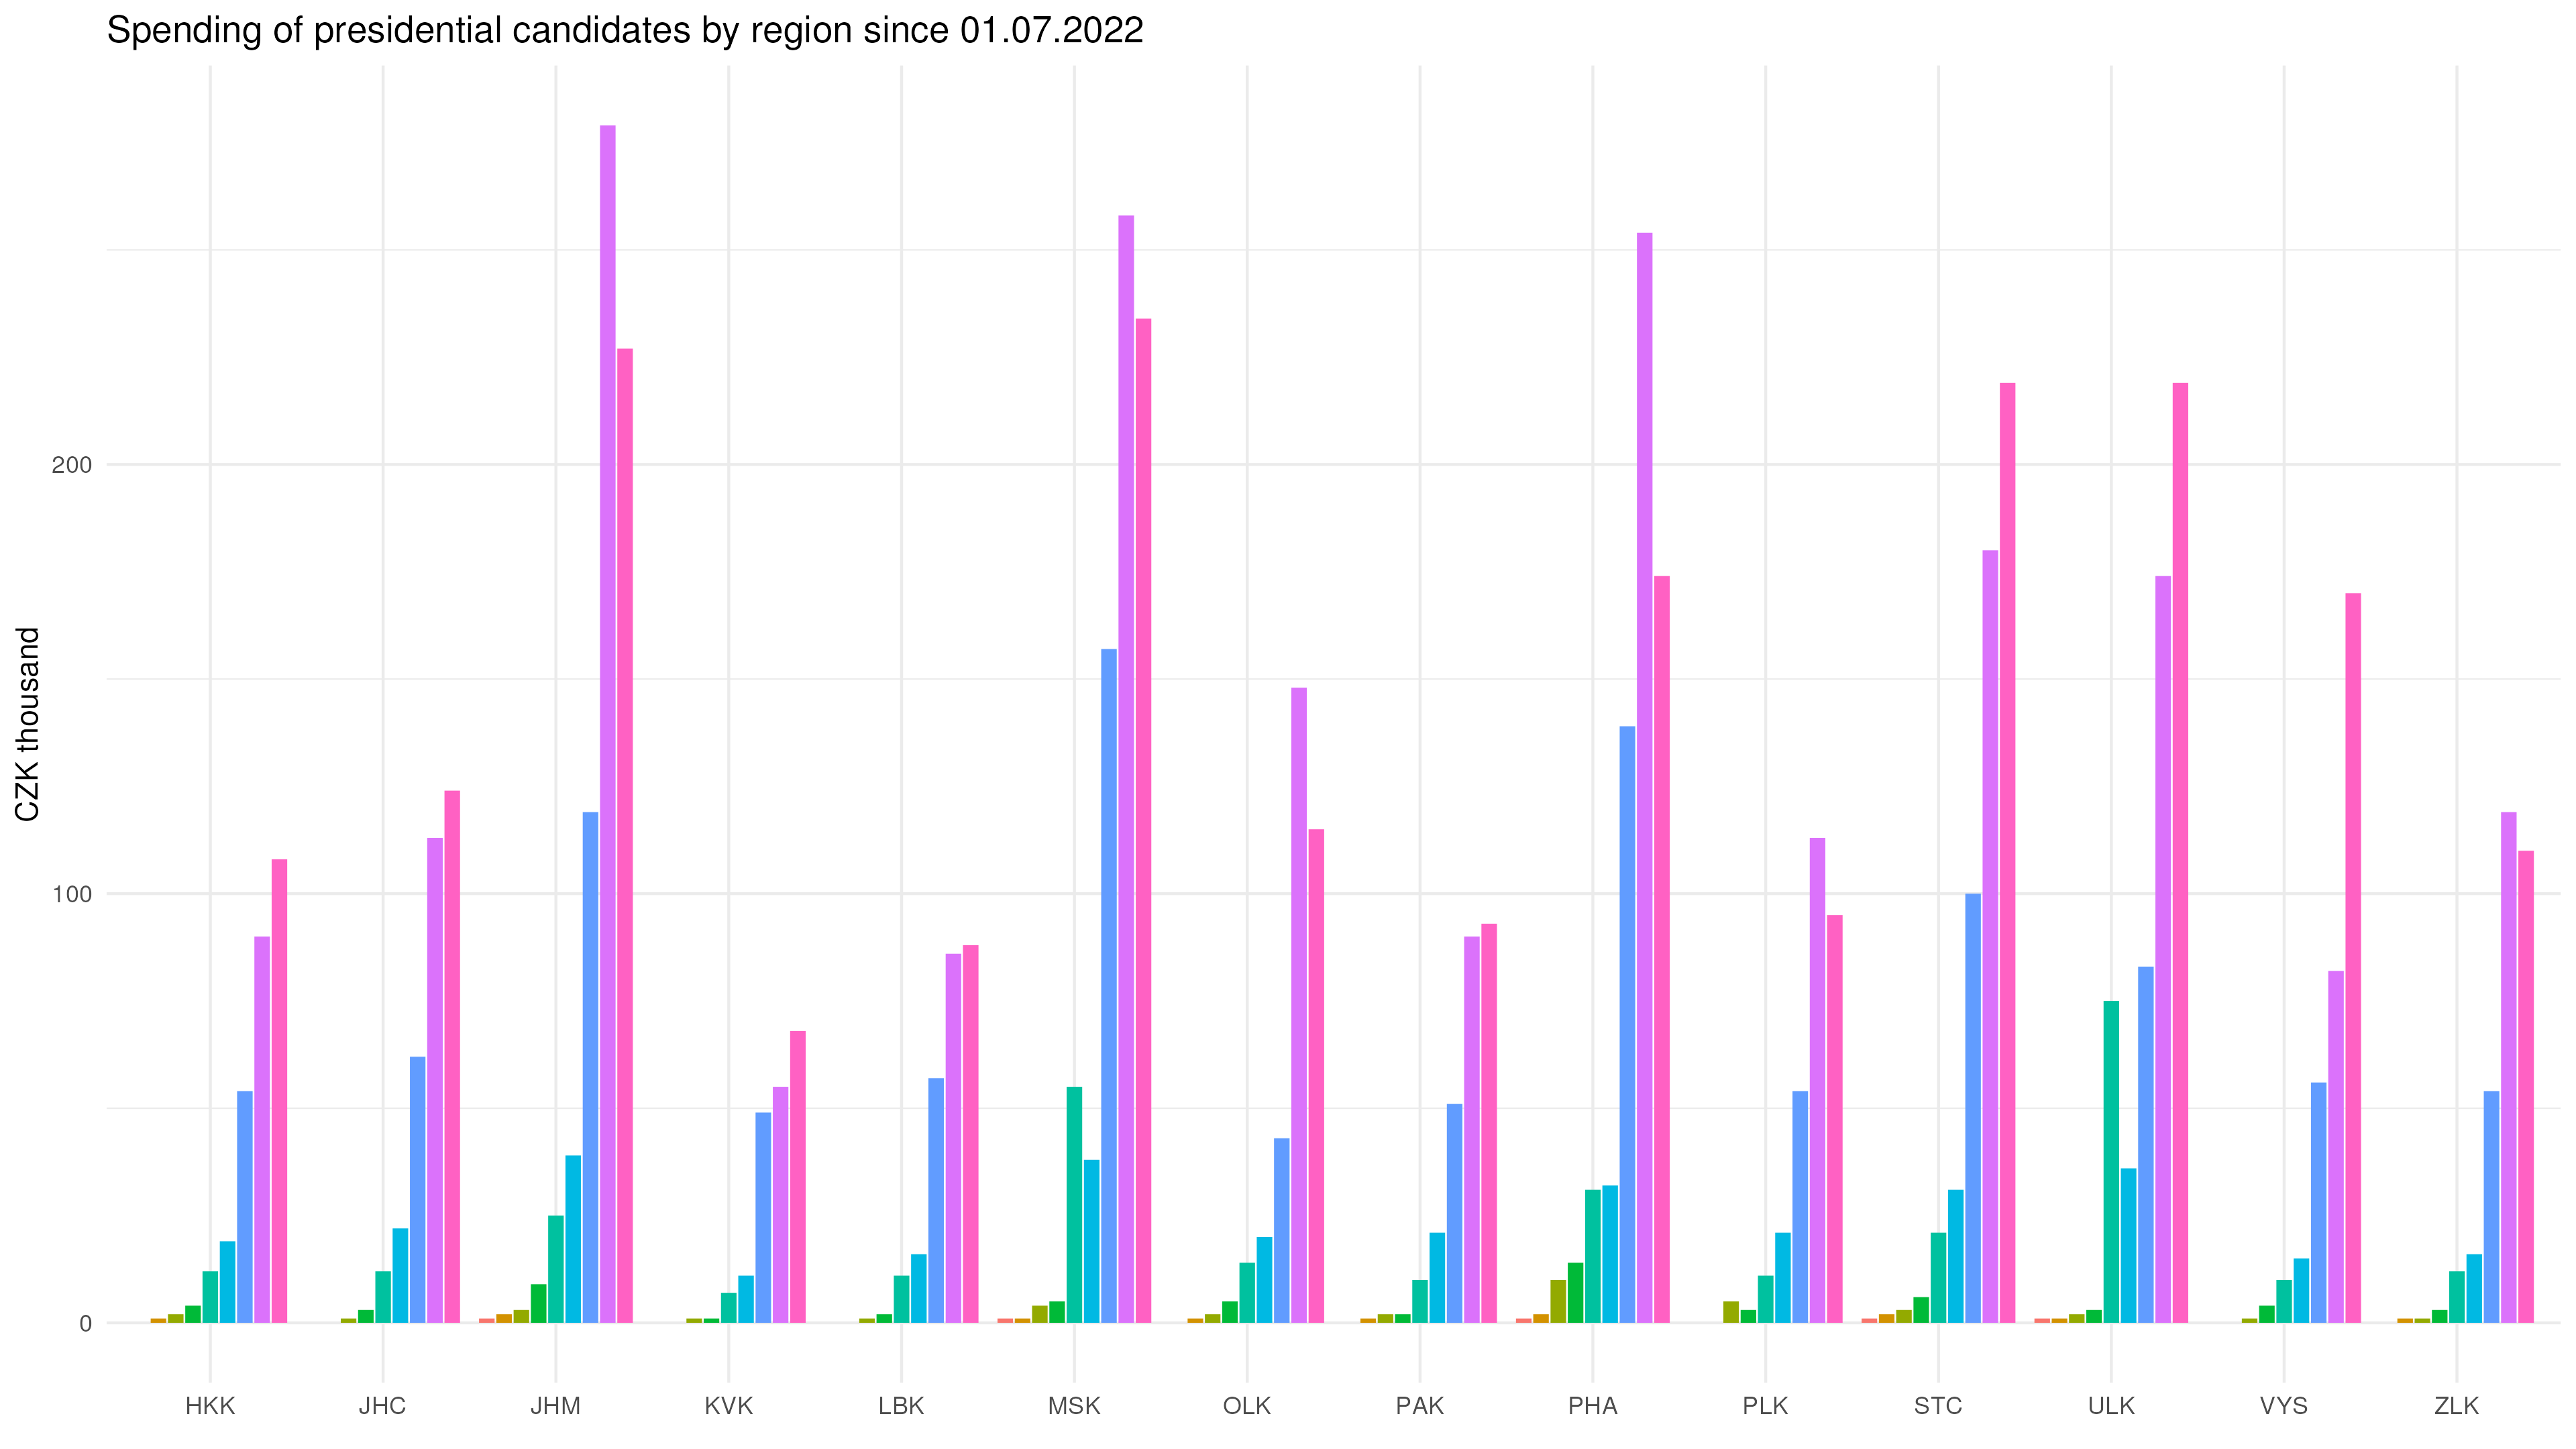 Spending of presidential candidates by region since 01.07.2022
CZK thousand
200
100
0
HKK JHC JHM KVK LBK MSK OLK PAK PHA PLK STC ULK VYS ZLK